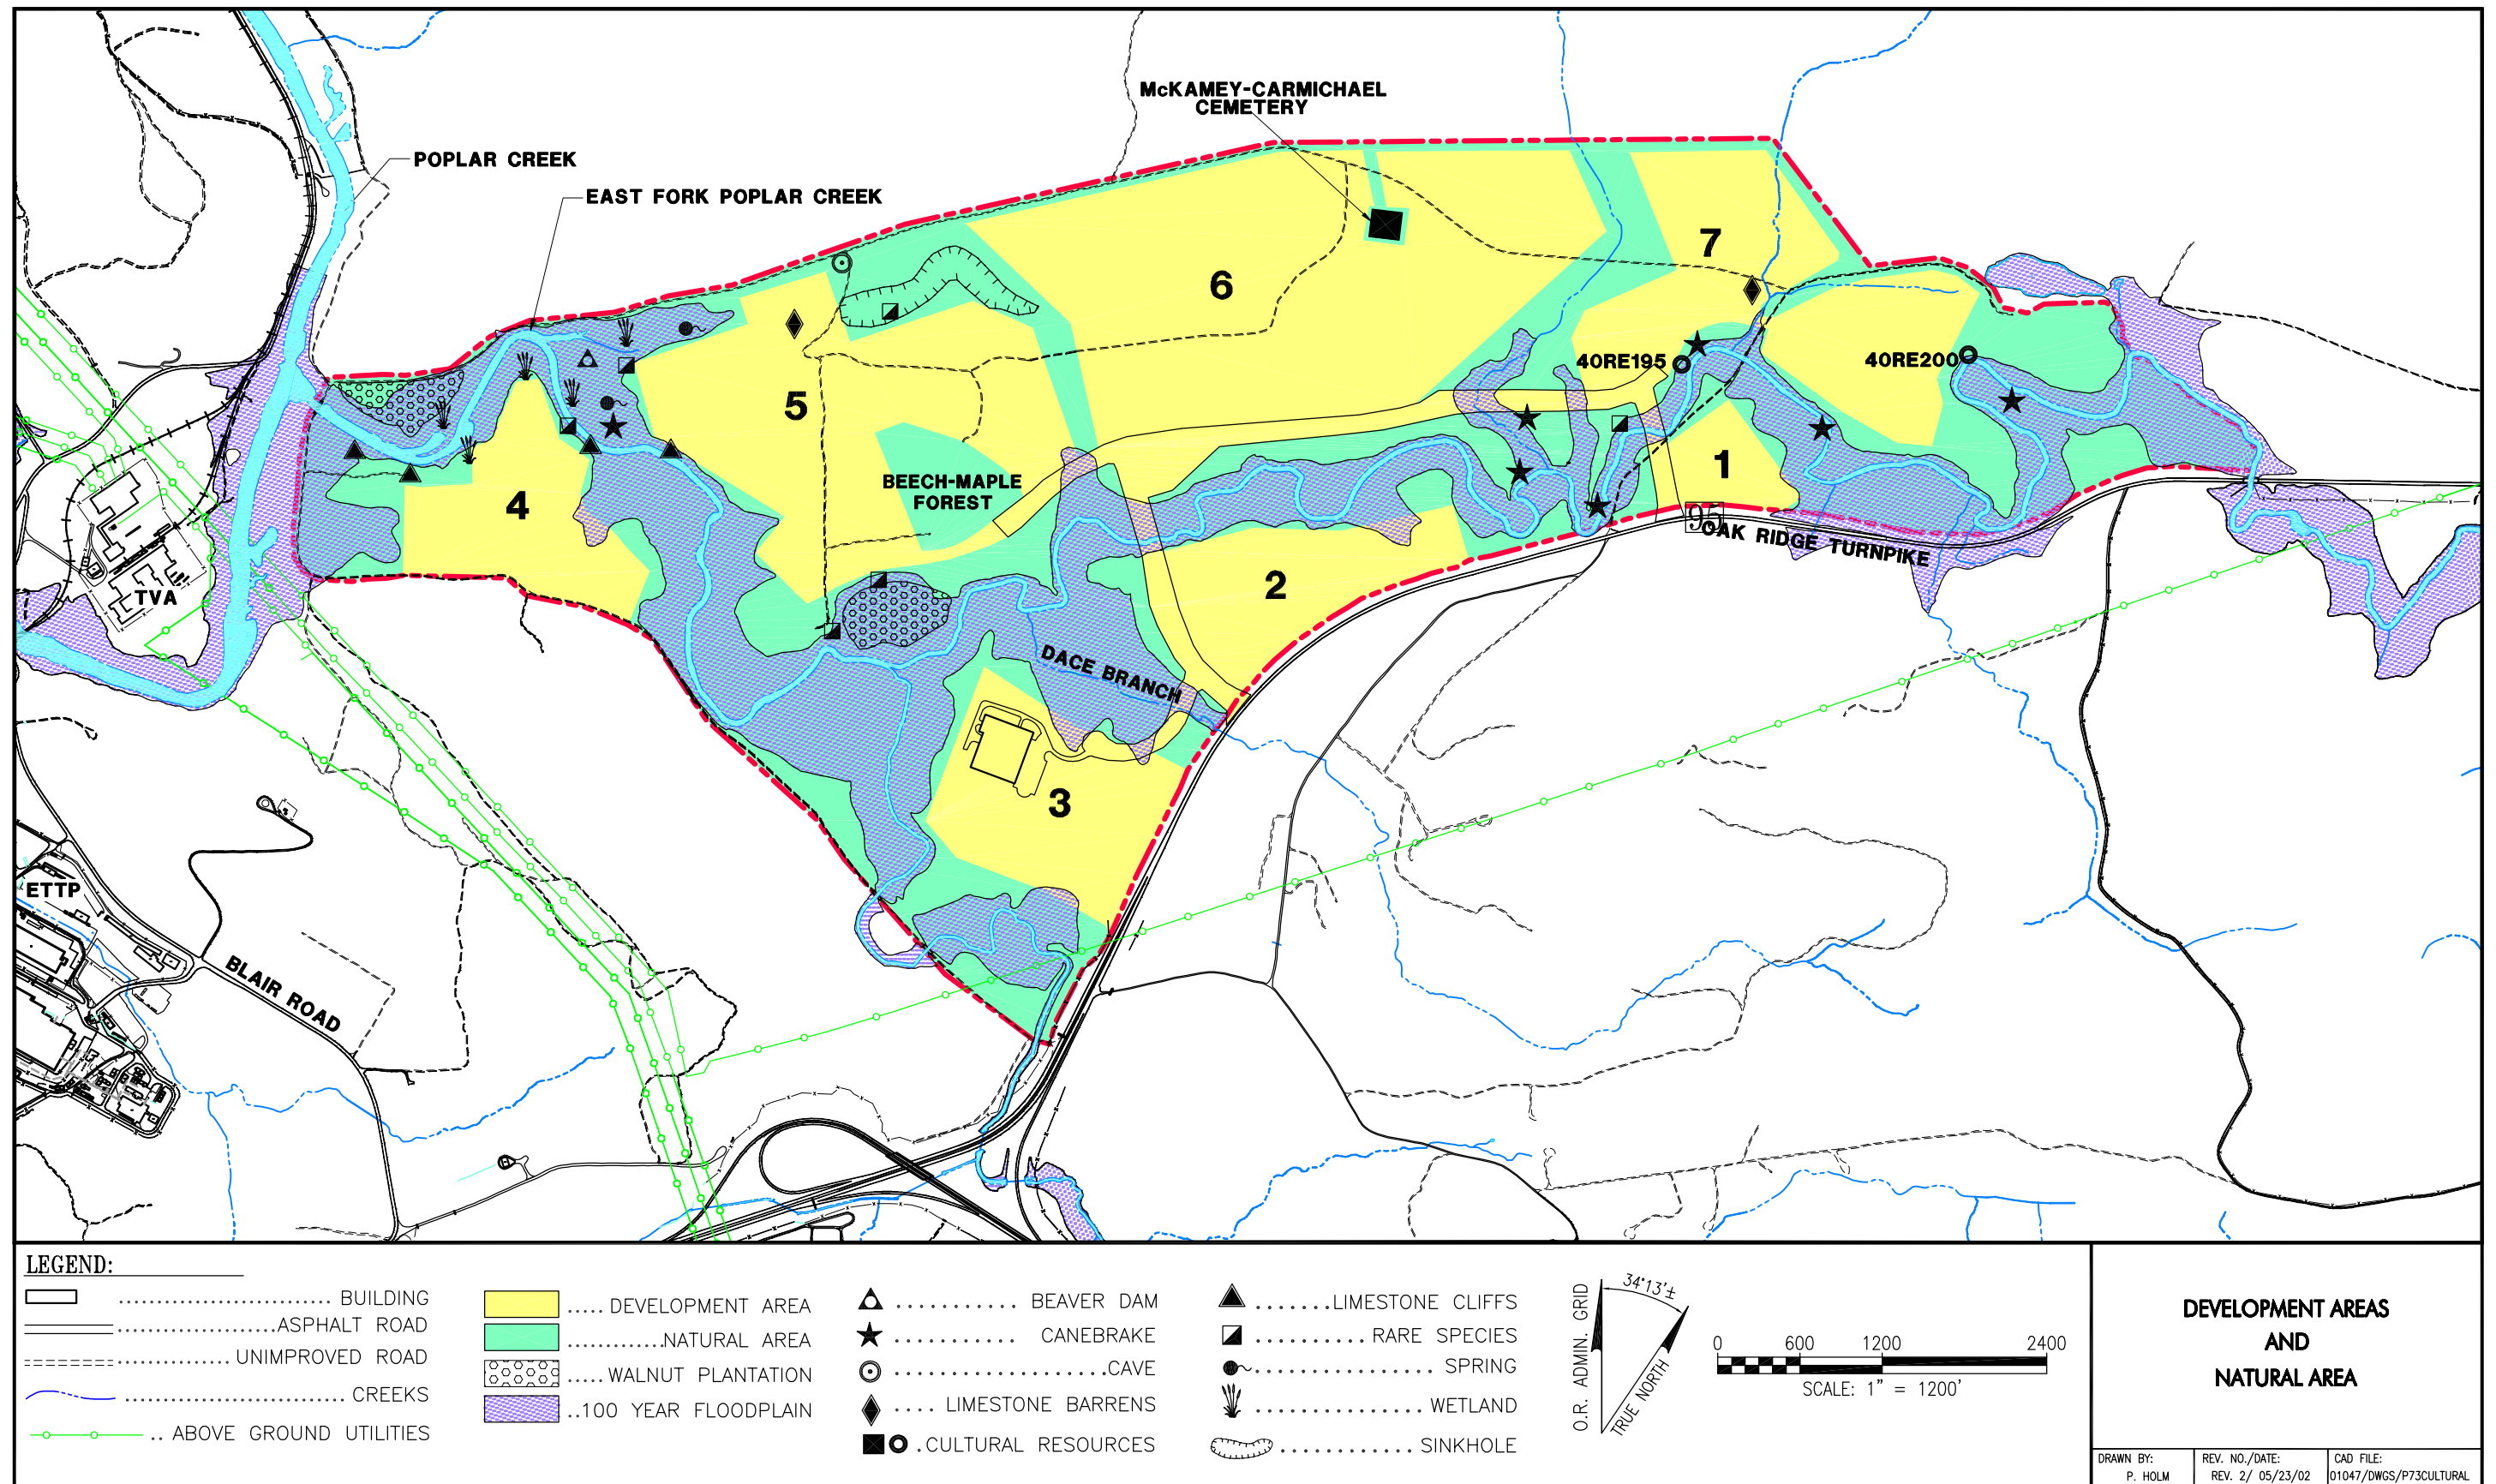 McKAMEY-CARMICHAEL
CEMETERY
POPLAR CREEK
EAST FORK POPLAR CREEK
7
6
40RE195
40RE200
5
BEECH-MAPLE
FOREST
4
1
95
OAK RIDGE TURNPIKE
2
TVA
DACE BRANCH
3
ETTP
BLAIR ROAD
LEGEND:
............................ BUILDING
.....................ASPHALT ROAD
............... UNIMPROVED ROAD
............................. CREEKS
.. ABOVE GROUND UTILITIES
..... DEVELOPMENT AREA
.............NATURAL AREA
..... WALNUT PLANTATION
..100 YEAR FLOODPLAIN
........... BEAVER DAM
........... CANEBRAKE
....................CAVE
.... LIMESTONE BARRENS
.CULTURAL RESOURCES
.......LIMESTONE CLIFFS
.......... RARE SPECIES
................. SPRING
............... WETLAND
.............. SINKHOLE
O.R. ADMIN. GRID
34°13'±
TRUE NORTH
0 600 1200 2400
SCALE: 1" = 1200'
DEVELOPMENT AREAS
AND
NATURAL AREA
DRAWN BY:
P. HOLM
REV. NO./DATE:
REV. 2/ 05/23/02
CAD FILE:
01047/DWGS/P73CULTURAL